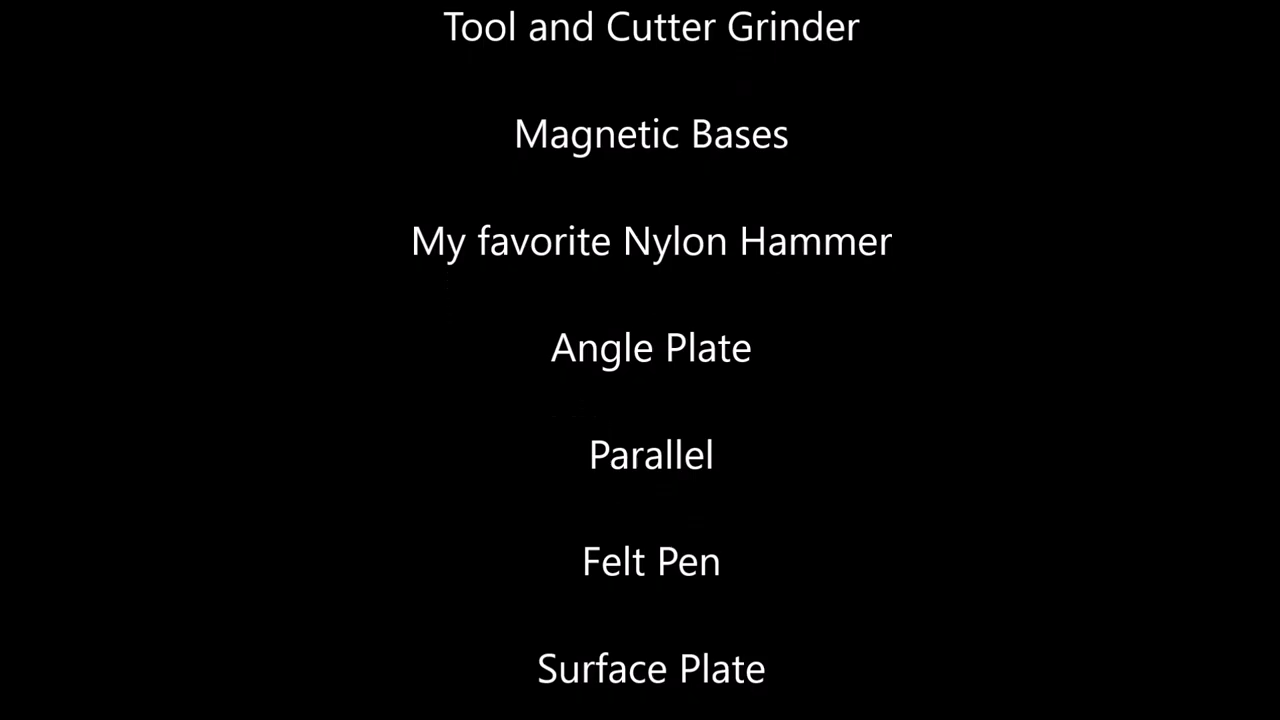 Tool and Cutter Grinder
Magnetic Bases
My favorite Nylon Hammer
Angle Plate
Parallel
Felt Pen
Surface Plate